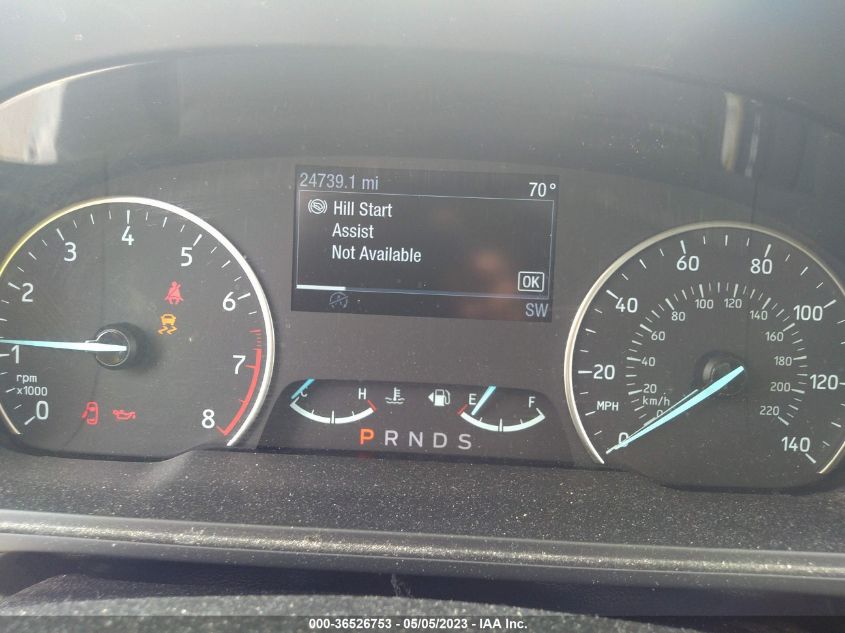 24739.1 mi
70°
Hill Start
Assist
Not Available
OK
SW
0
1
2
3
4
5
6
7
8
rpm
x1000
C
H
E
F
P R N D S
0
20
40
60
80
100
120
140
MPH
0
20
40
60
80
100
120
140
160
180
200
220
km/h
000-36526753 - 05/05/2023 - IAA Inc.